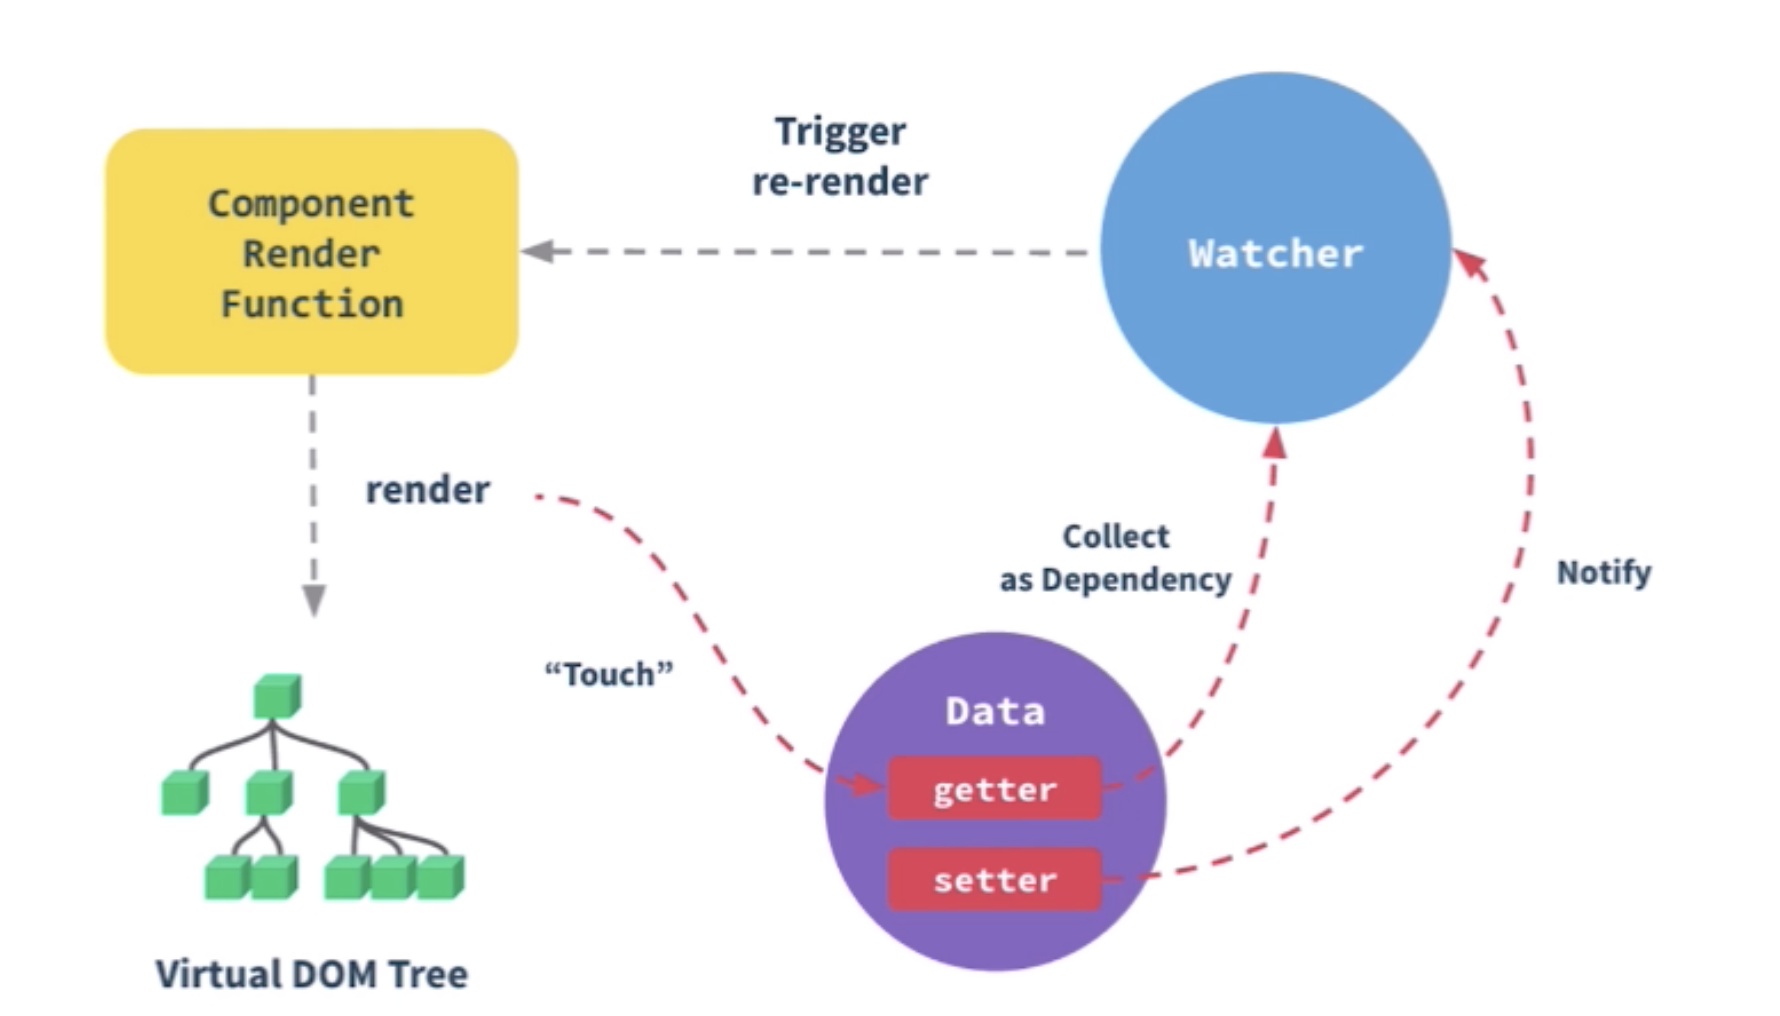 Trigger
re-render
Component
Render
Function
Watcher
render
Collect
as Dependency
Notify
“Touch”
Data
getter
setter
Virtual DOM Tree